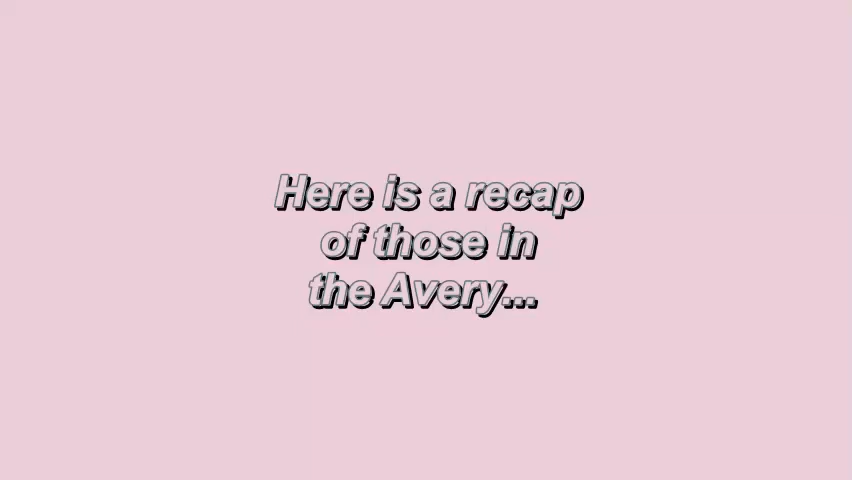 Here is a recap
of those in
the Avery...